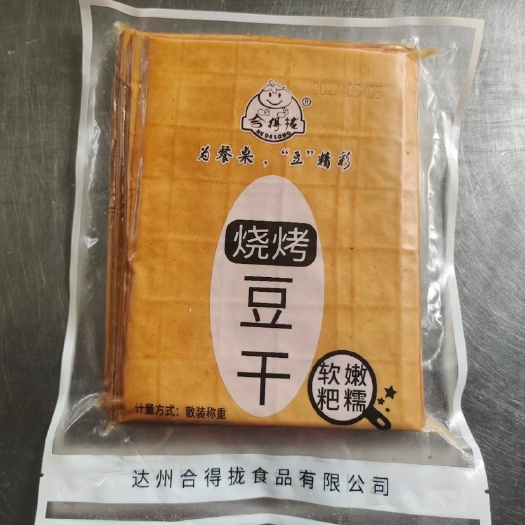 合得拢
®
HEDELONG
为餐桌，“豆”精彩
烧烤
豆
干
软嫩
粑糯
计量方式：散装称重
达州合得拢食品有限公司